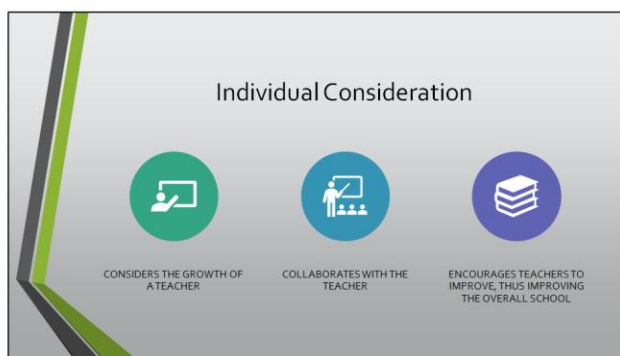 Individual Consideration
CONSIDERS THE GROWTH OF
A TEACHER
COLLABORATES WITH THE
TEACHER
ENCOURAGES TEACHERS TO
IMPROVE, THUS IMPROVING
THE OVERALL SCHOOL